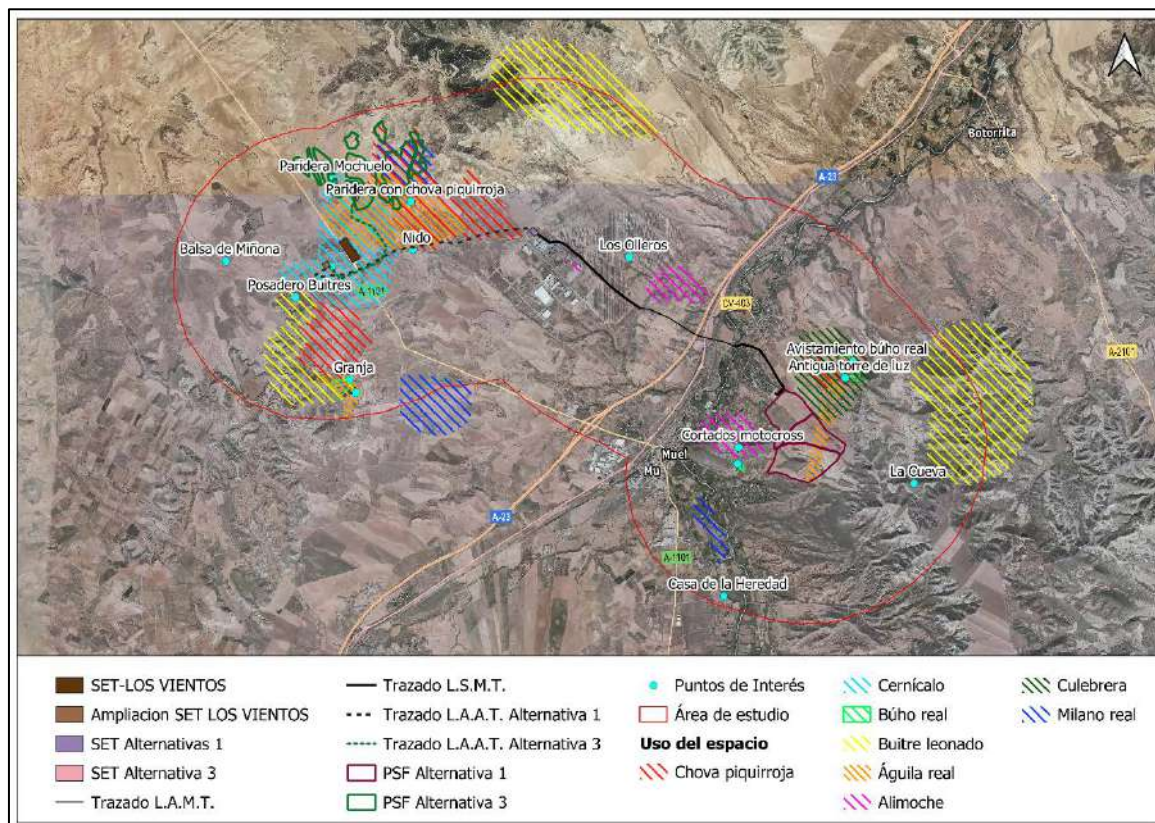 Botorrita
A-23
Paridera Mochuelo
Paridera con chova piquirroja
Nido
Los Olleros
Balsa de Miñona
Posadero Buitres
A-1101
CV-403
A-2101
Avistamiento búho real
Antigua torre de luz
Granja
Cortados motocross
Muel
Mu
La Cueva
A-23
A-1101
Casa de la Heredad
SET-LOS VIENTOS
Ampliacion SET LOS VIENTOS
SET Alternativas 1
SET Alternativa 3
Trazado L.A.M.T.
Trazado L.S.M.T.
Trazado L.A.A.T. Alternativa 1
Trazado L.A.A.T. Alternativa 3
PSF Alternativa 1
PSF Alternativa 3
Puntos de Interés
Área de estudio
Uso del espacio
Chova piquirroja
Cernícalo
Búho real
Buitre leonado
Águila real
Alimoche
Culebrera
Milano real